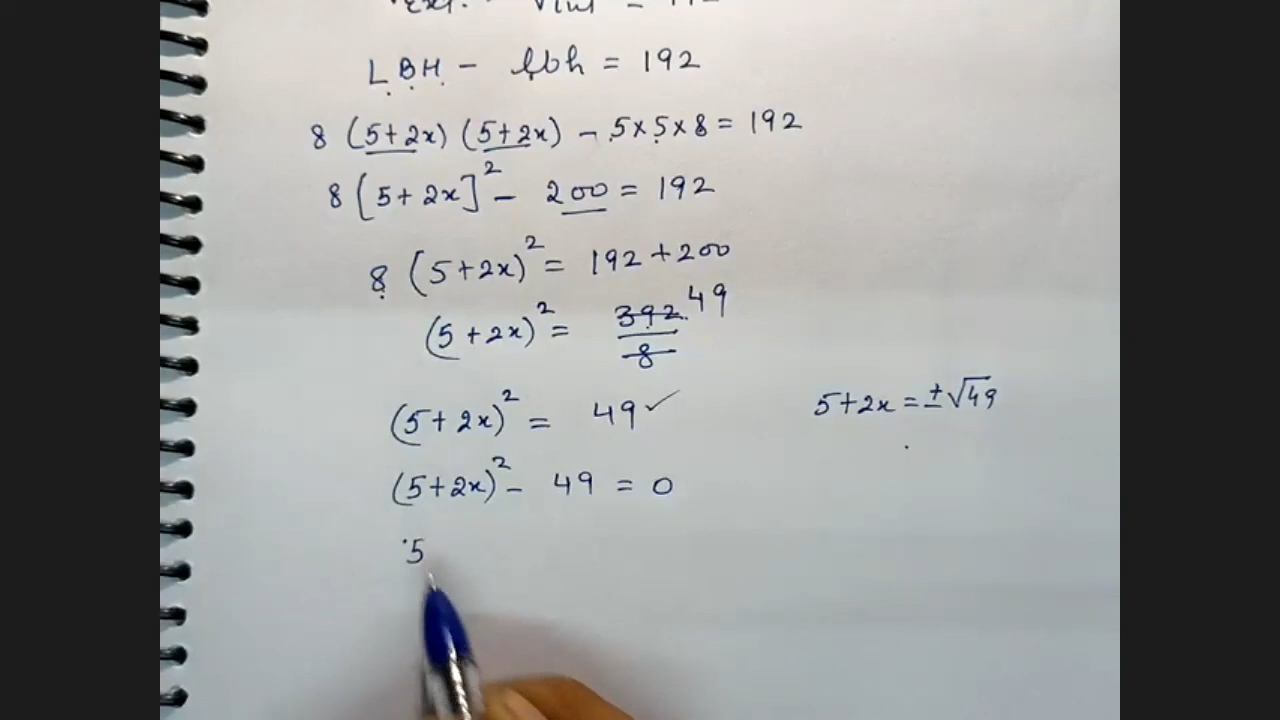 LBH - lbh = 192
8 (5+2x) (5+2x) - 5×5×8 = 192
8 [5+2x]² - 200 = 192
8 (5+2x)² = 192+200
(5+2x)² = 392/8 49
(5+2x)² = 49 ✓
5+2x = ±√49
(5+2x)² - 49 = 0
5